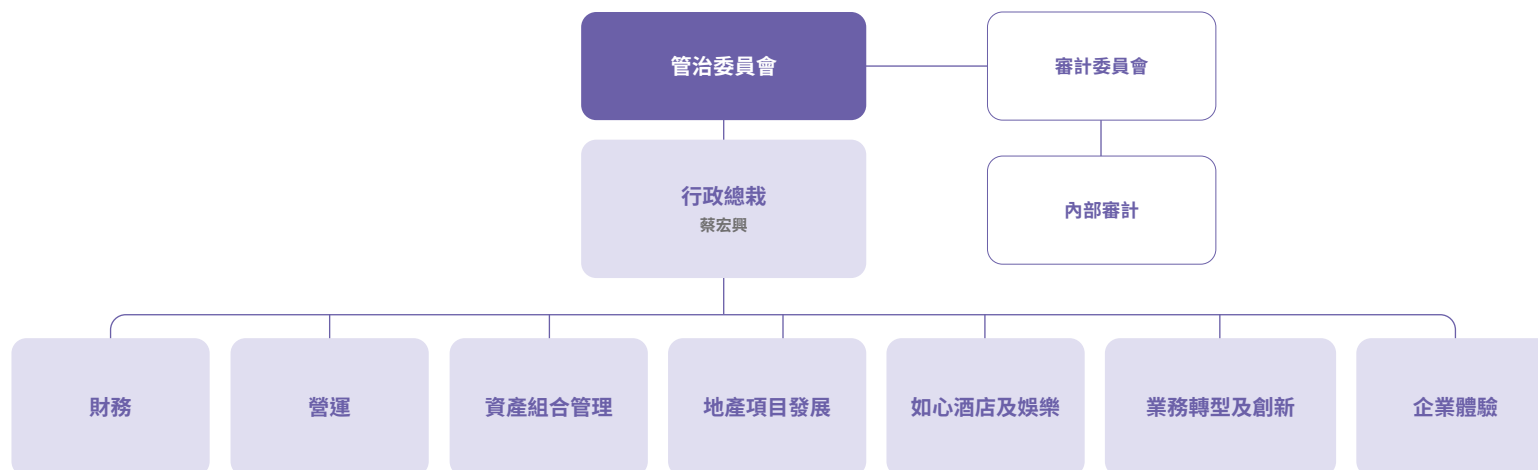 管治委員會
審計委員會
行政總裁
蔡宏興
內部審計
財務
營運
資產組合管理
地產項目發展
如心酒店及娛樂
業務轉型及創新
企業體驗